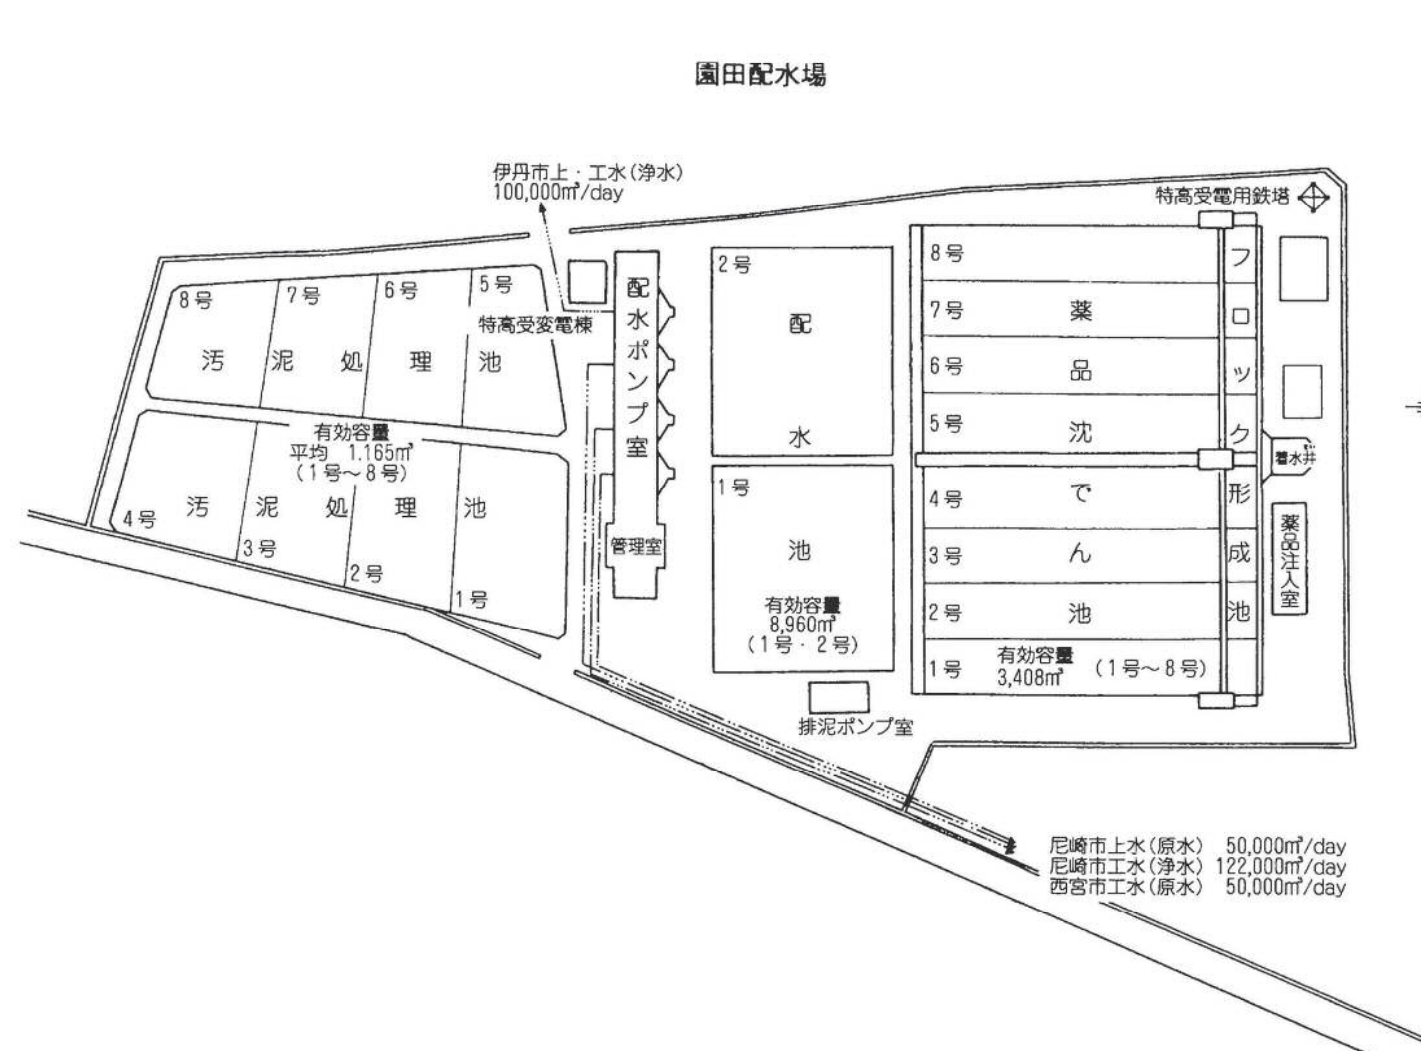 園田配水場
伊丹市上・工水(浄水)
100,000㎥/day
特高受電用鉄塔
8号
7号
6号
5号
汚泥処理池
有効容量
平均 1.165㎥
(1号～8号)
汚泥処理池
4号
3号
2号
1号
特高受変電棟
配水ポンプ室
管理室
2号
1号
配水池
有効容量
8,960㎥
(1号・2号)
排泥ポンプ室
8号
7号
6号
5号
4号
3号
2号
1号
薬品沈でん池
有効容量 (1号～8号)
3,408㎥
フロック形成池
着水井
薬品注入室
尼崎市上水(原水) 50,000㎥/day
尼崎市工水(浄水) 122,000㎥/day
西宮市工水(原水) 50,000㎥/day